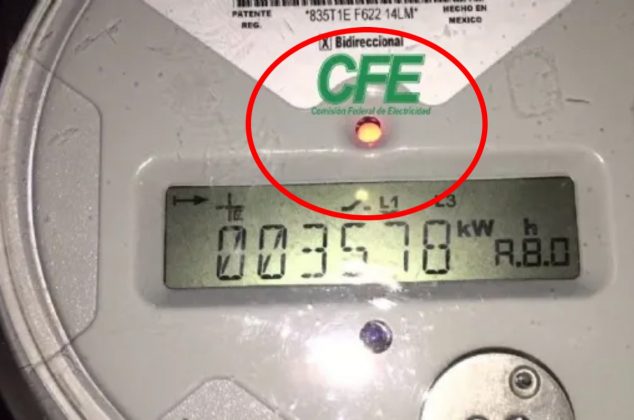 PATENTE
REG.
*835T1E F622 14LM*
HECHO EN
MEXICO
[X] Bidireccional
CFE
Comisión Federal de Electricidad
L1 L3
003578 kW h
A.B.0